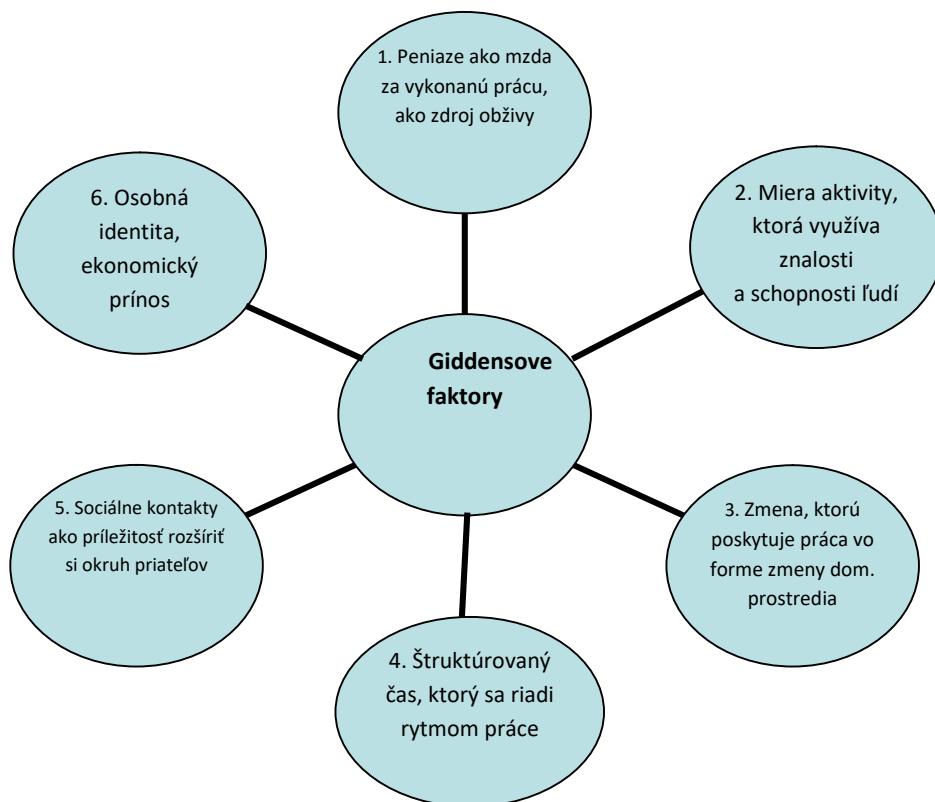 1. Peniaze ako mzda
za vykonanú prácu,
ako zdroj obživy
2. Miera aktivity,
ktorá využíva
znalosti
a schopnosti ľudí
6. Osobná
identita,
ekonomický
prínos
Giddensove
faktory
5. Sociálne kontakty
ako príležitosť rozšíriť
si okruh priateľov
3. Zmena, ktorú
poskytuje práca vo
forme zmeny dom.
prostredia
4. Štruktúrovaný
čas, ktorý sa riadi
rytmom práce